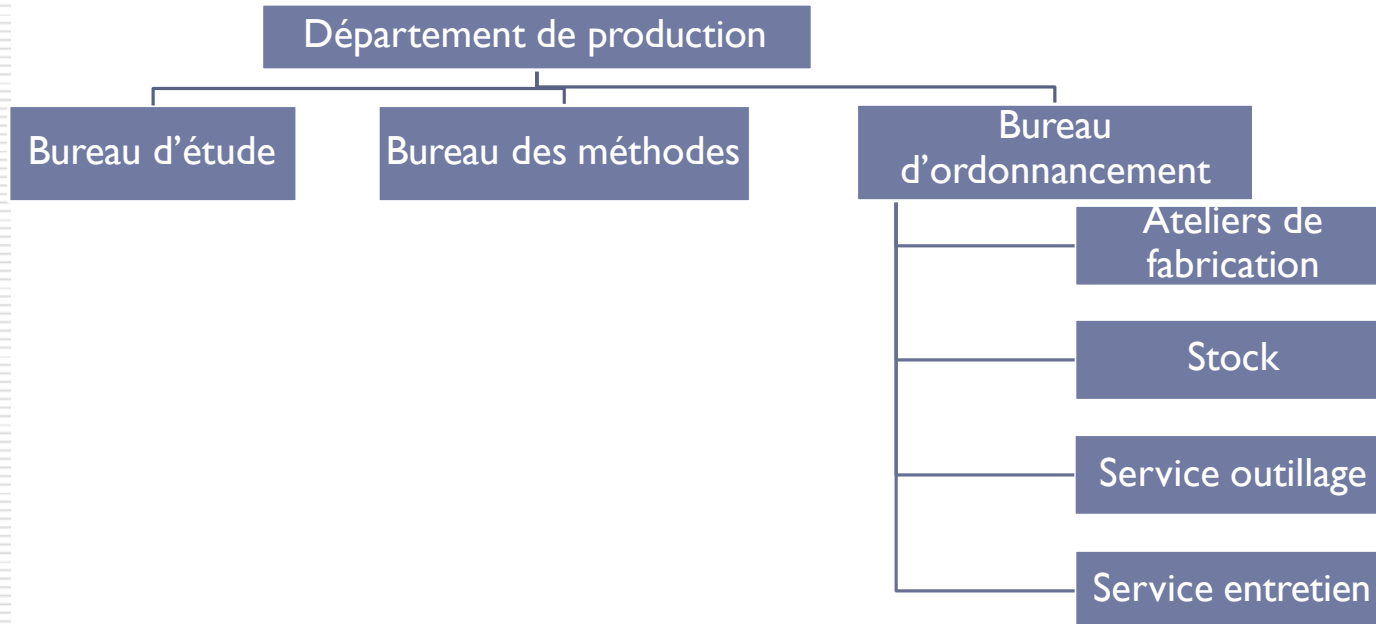 Département de production
Bureau d'étude
Bureau des méthodes
Bureau
d'ordonnancement
Ateliers de
fabrication
Stock
Service outillage
Service entretien